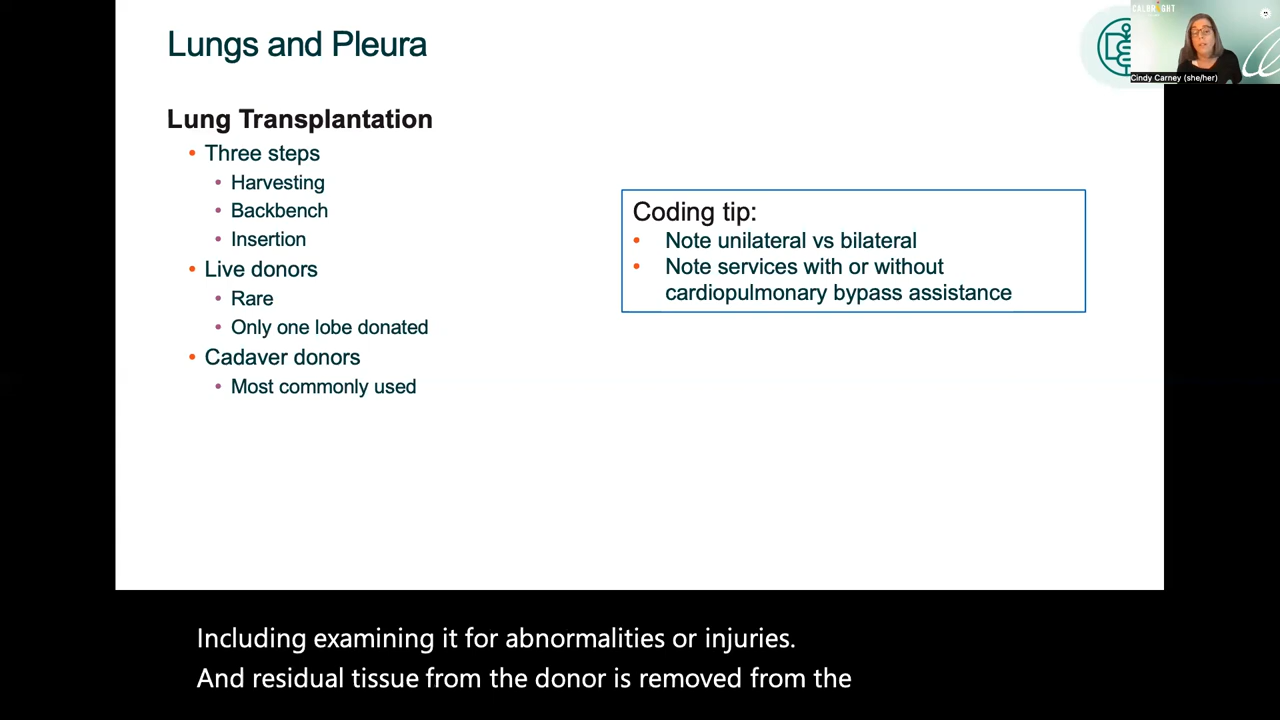 Lungs and Pleura
CALBRIGHT
Cindy Carney (she/her)
Lung Transplantation
• Three steps
• Harvesting
• Backbench
• Insertion
• Live donors
• Rare
• Only one lobe donated
• Cadaver donors
• Most commonly used
Coding tip:
• Note unilateral vs bilateral
• Note services with or without
cardiopulmonary bypass assistance
Including examining it for abnormalities or injuries.
And residual tissue from the donor is removed from the